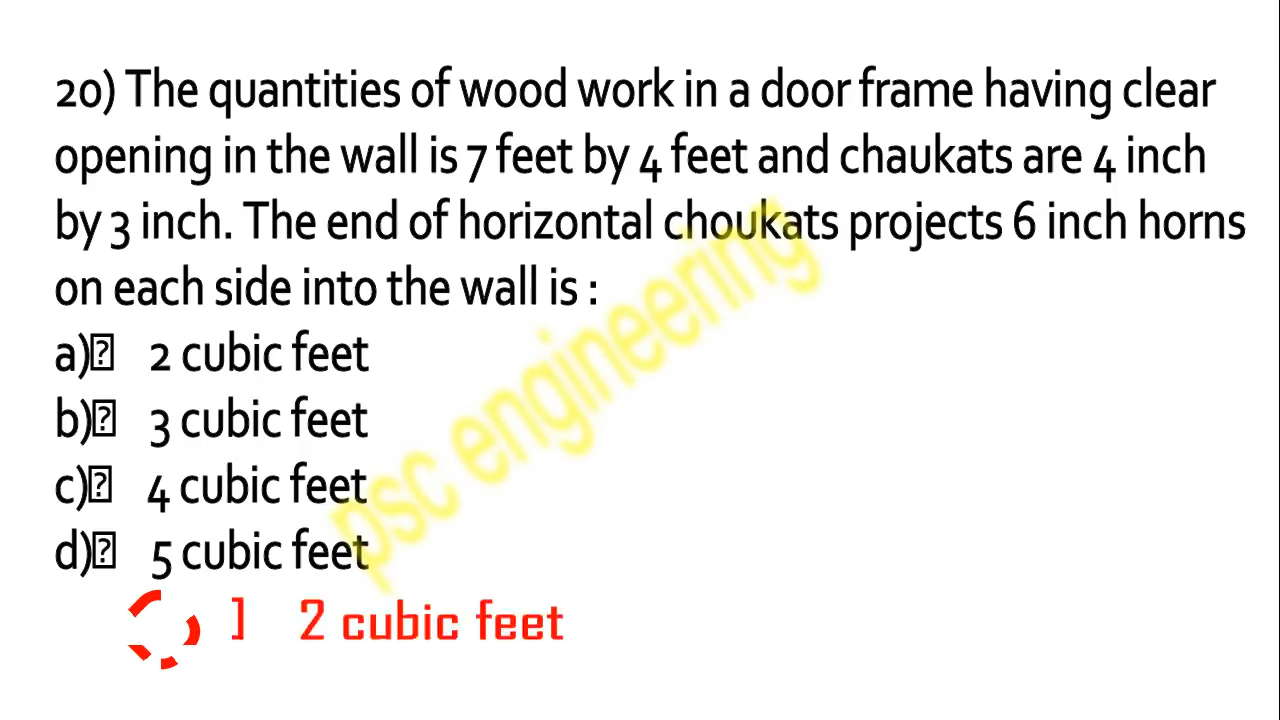 20) The quantities of wood work in a door frame having clear
opening in the wall is 7 feet by 4 feet and chaukats are 4 inch
by 3 inch. The end of horizontal choukats projects 6 inch horns
on each side into the wall is :
a)⍰ 2 cubic feet
b)⍰ 3 cubic feet
c)⍰ 4 cubic feet
d)⍰ 5 cubic feet
] 2 cubic feet
psc engineering